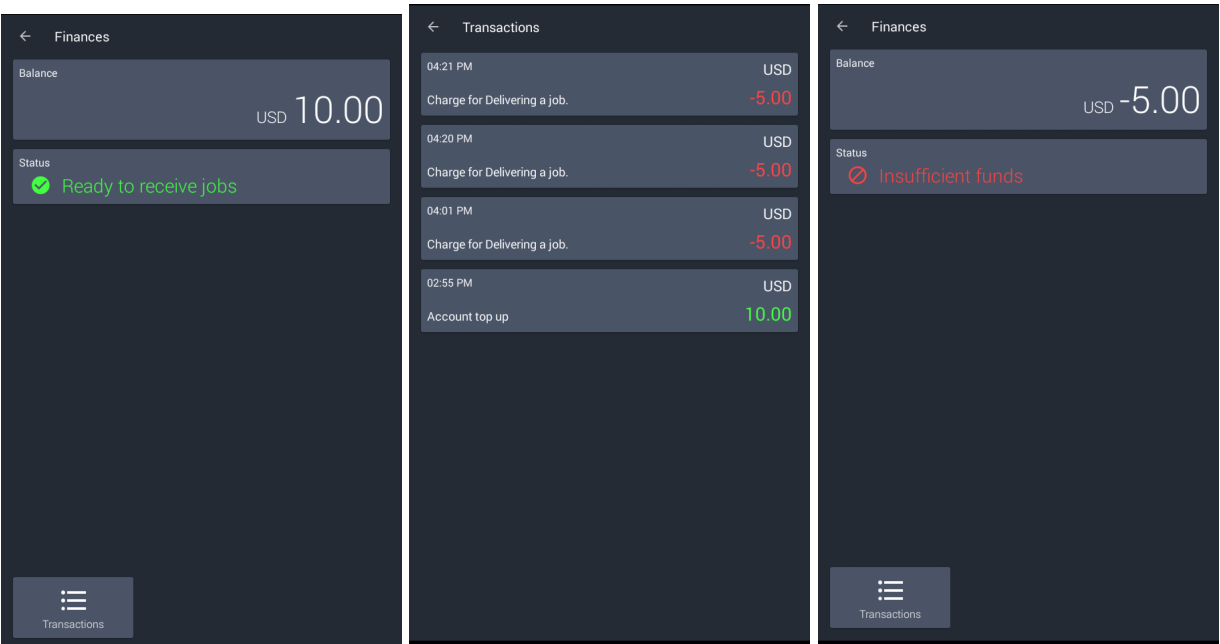 Finances
Balance
USD 10.00
Status
Ready to receive jobs
Transactions
Transactions
04:21 PM
USD
Charge for Delivering a job.
-5.00
04:20 PM
USD
Charge for Delivering a job.
-5.00
04:01 PM
USD
Charge for Delivering a job.
-5.00
02:55 PM
USD
Account top up
10.00
Finances
Balance
USD -5.00
Status
Insufficient funds
Transactions